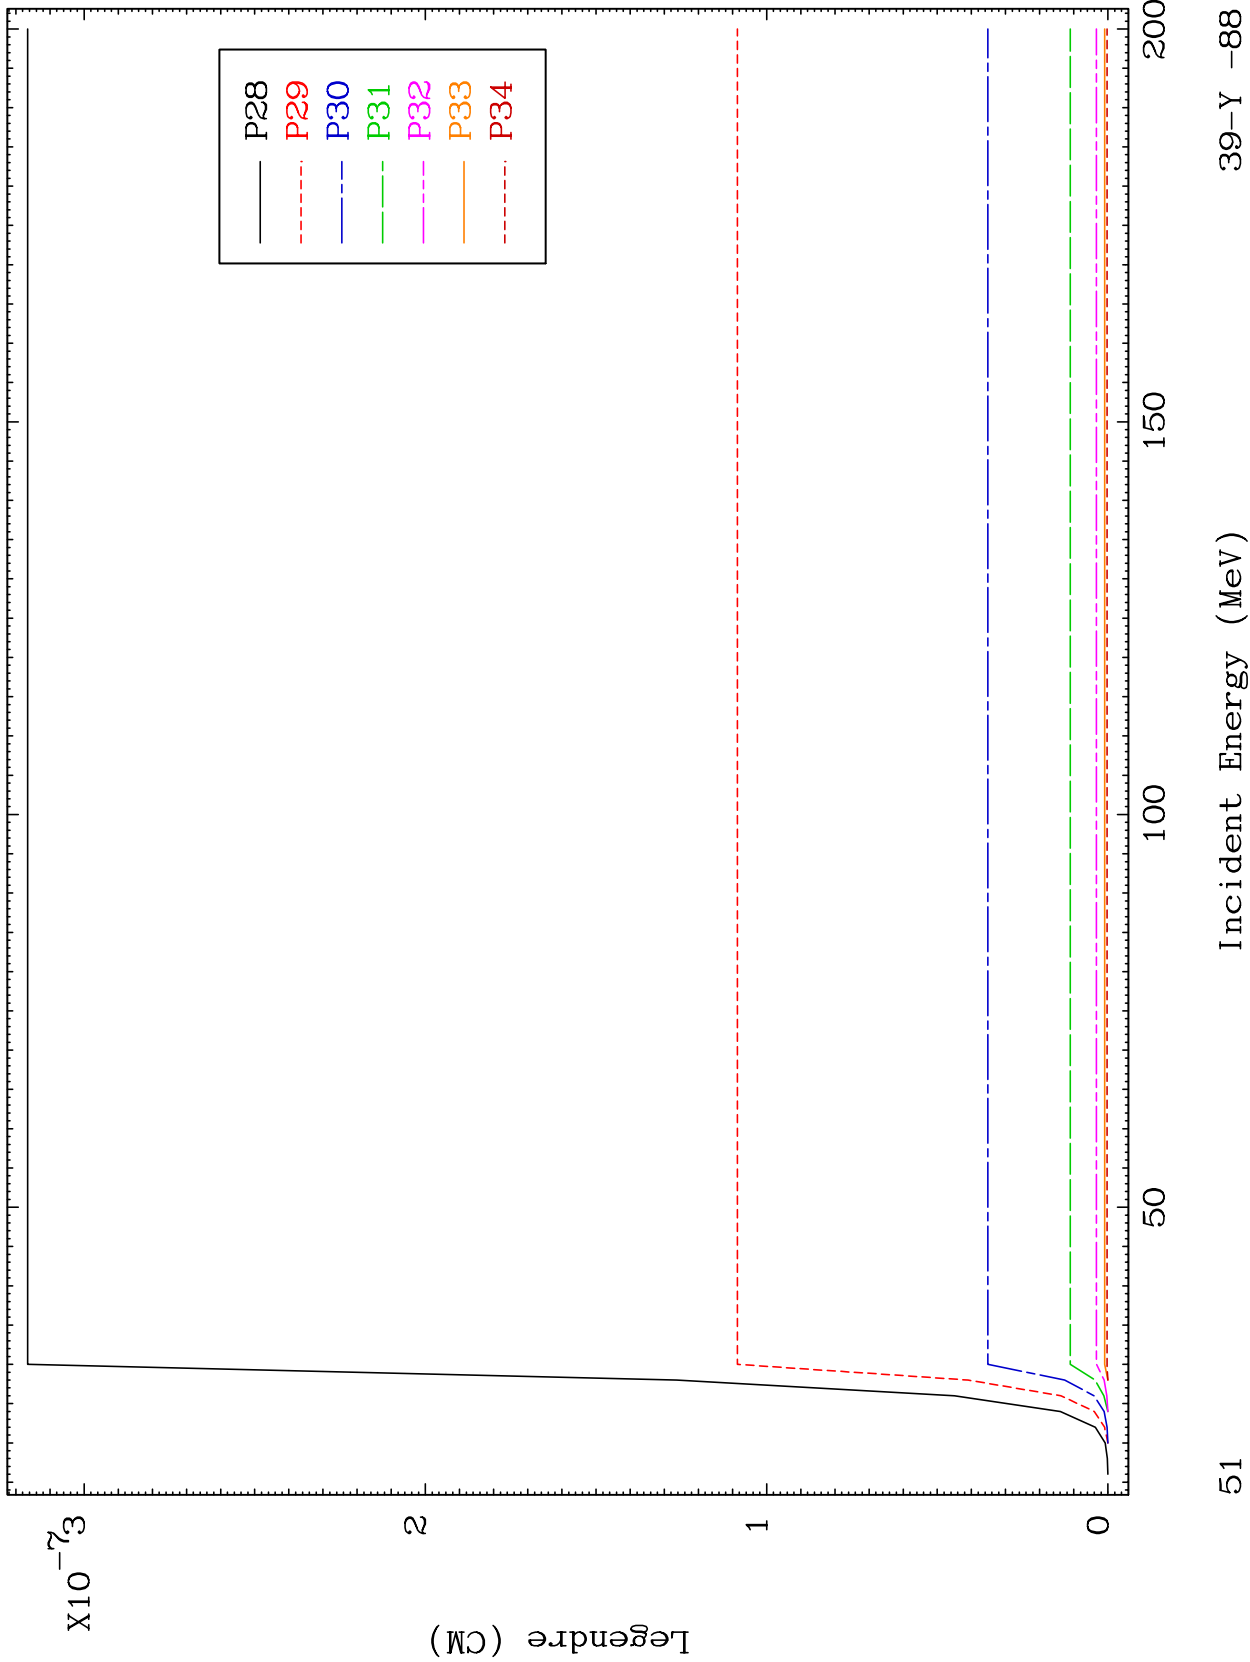 X10⁻⁷
3
2
1
0
Legendre (CM)
P28
P29
P30
P31
P32
P33
P34
50
100
150
200
Incident Energy (MeV)
51
39-Y -88